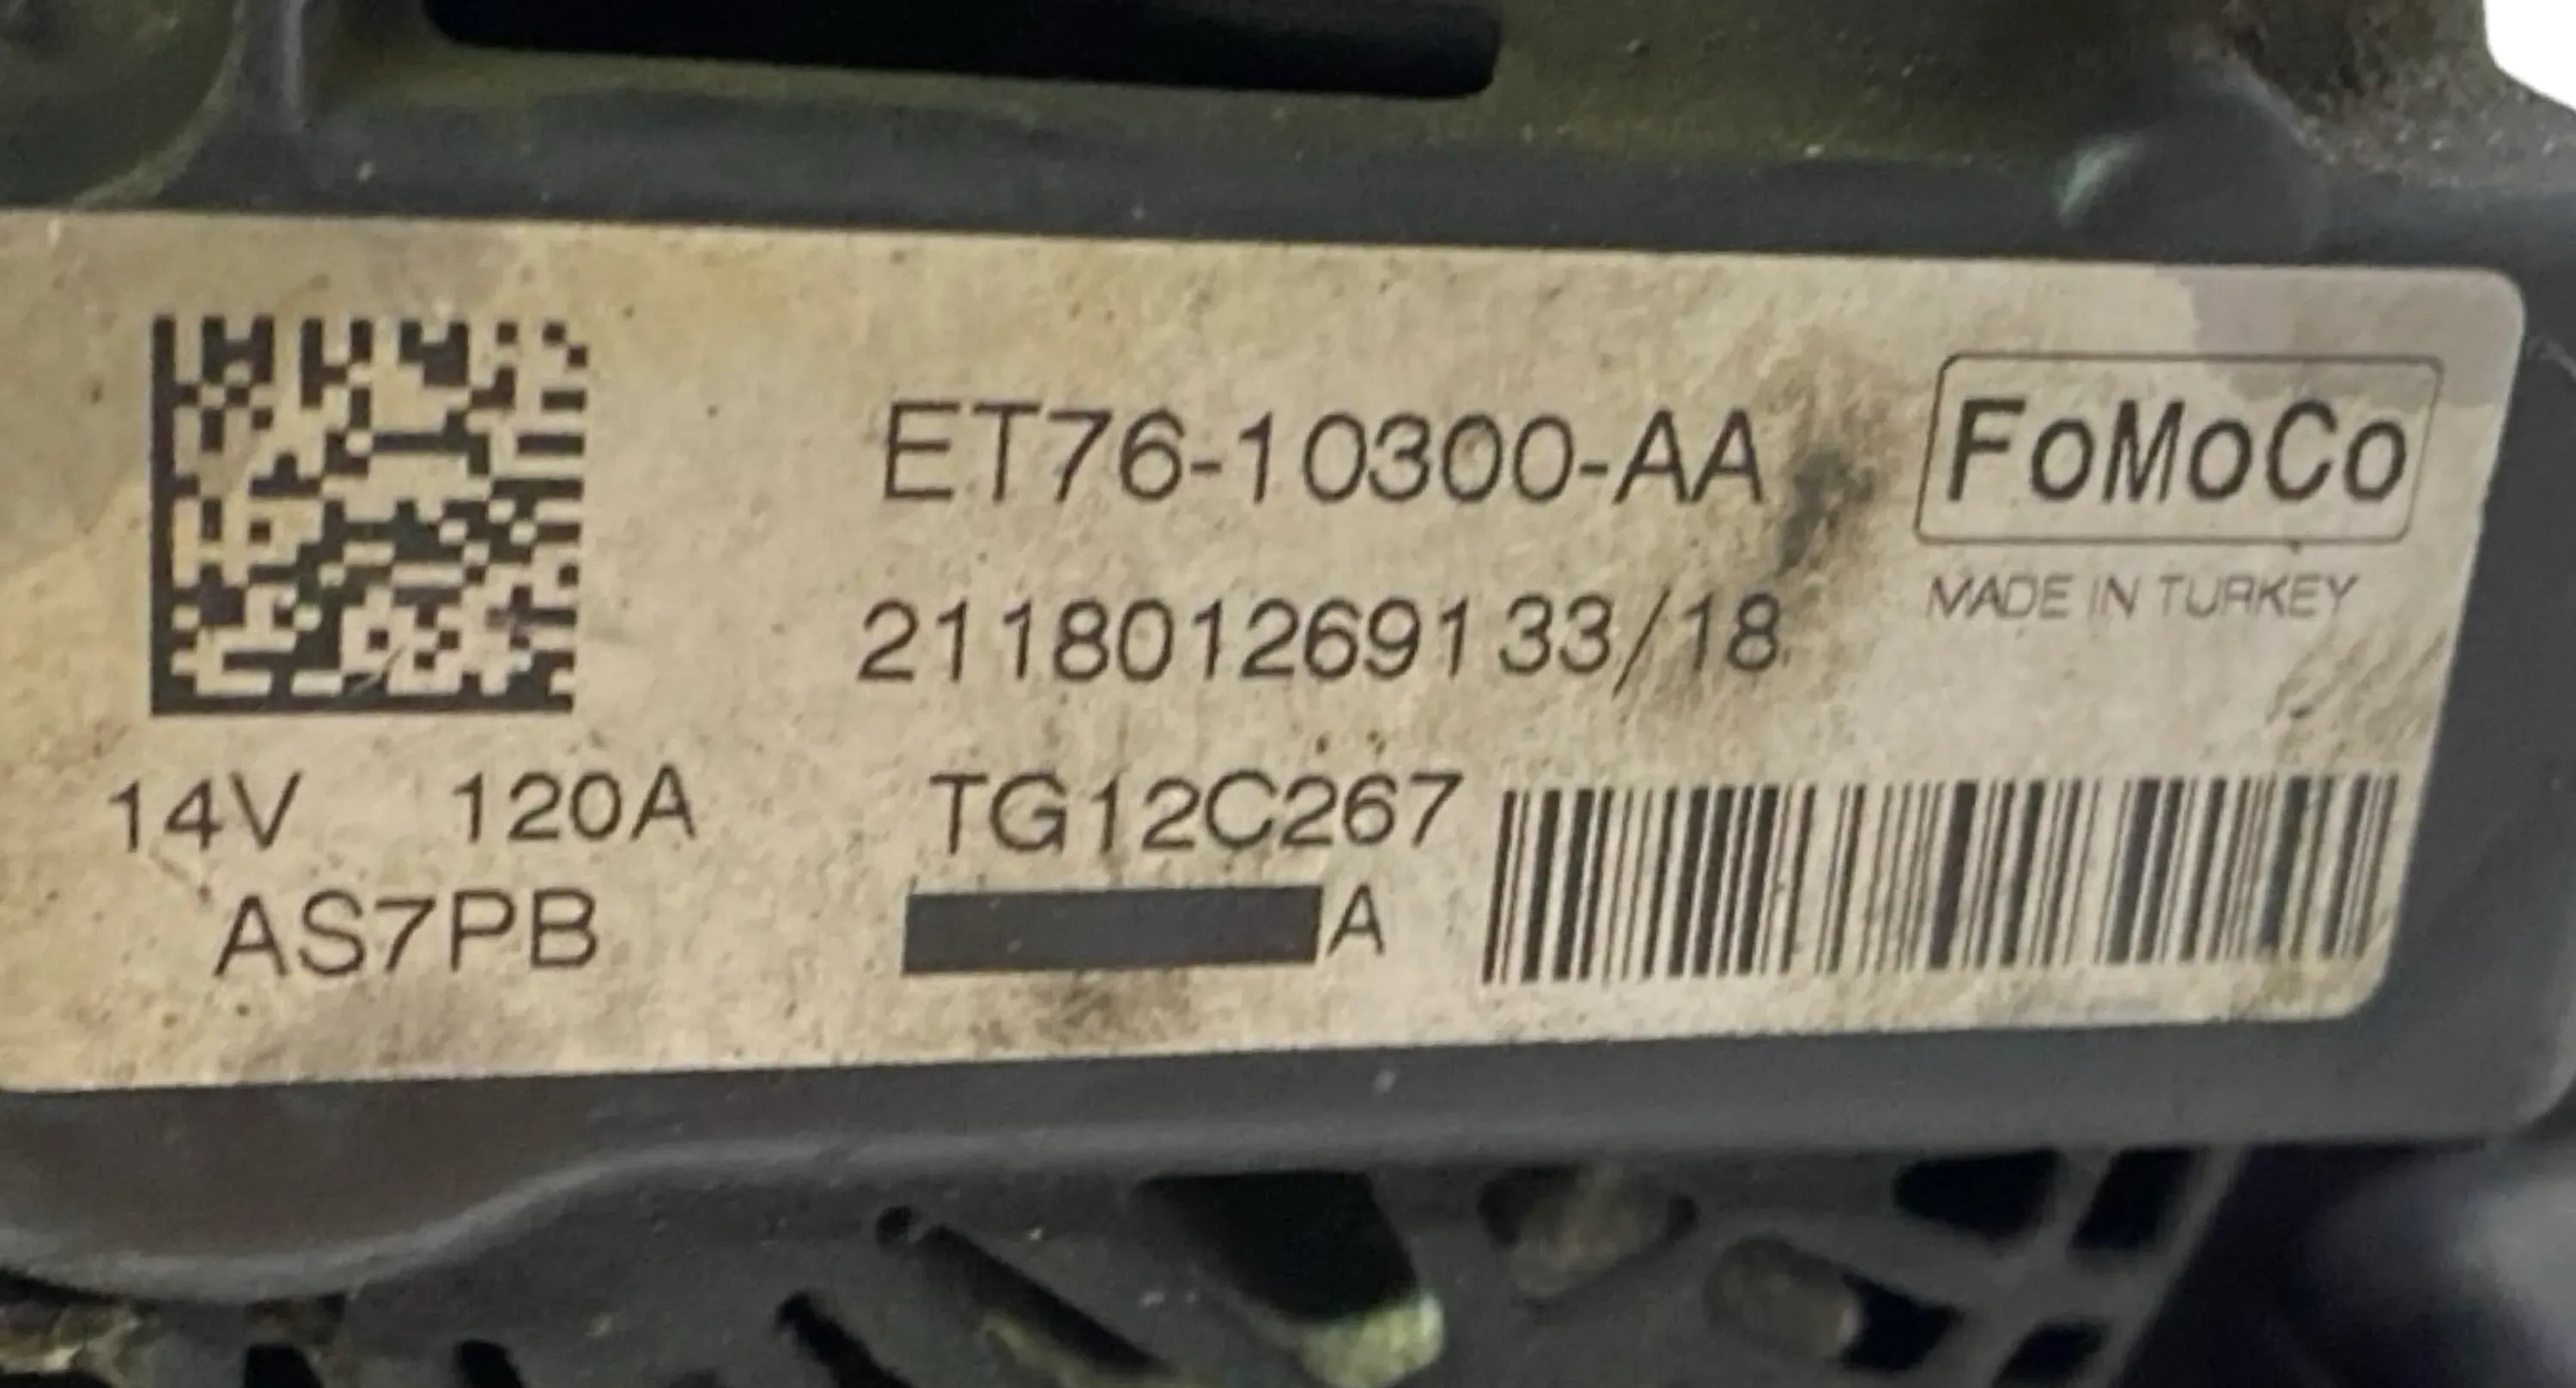 ET76-10300-AA
FoMoCo
211801269133/18
MADE IN TURKEY
14V 120A
TG12C267
AS7PB
A